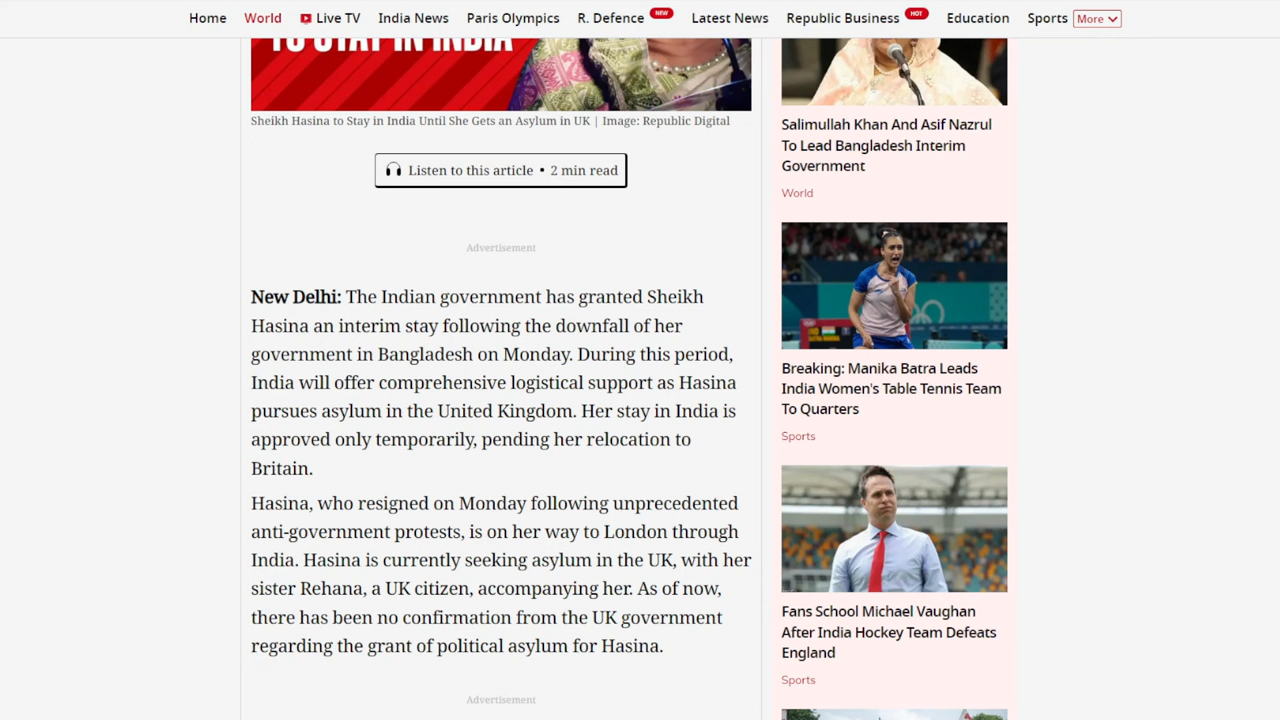 Home World Live TV India News Paris Olympics R. Defence NEW Latest News Republic Business HOT Education Sports More
TO STAY IN INDIA
Sheikh Hasina to Stay in India Until She Gets an Asylum in UK | Image: Republic Digital
Listen to this article • 2 min read
Advertisement
New Delhi: The Indian government has granted Sheikh
Hasina an interim stay following the downfall of her
government in Bangladesh on Monday. During this period,
India will offer comprehensive logistical support as Hasina
pursues asylum in the United Kingdom. Her stay in India is
approved only temporarily, pending her relocation to
Britain.
Hasina, who resigned on Monday following unprecedented
anti-government protests, is on her way to London through
India. Hasina is currently seeking asylum in the UK, with her
sister Rehana, a UK citizen, accompanying her. As of now,
there has been no confirmation from the UK government
regarding the grant of political asylum for Hasina.
Advertisement
Salimullah Khan And Asif Nazrul
To Lead Bangladesh Interim
Government
World
Breaking: Manika Batra Leads
India Women's Table Tennis Team
To Quarters
Sports
Fans School Michael Vaughan
After India Hockey Team Defeats
England
Sports